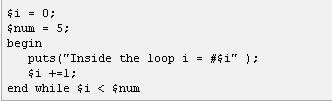 $i = 0;
$num = 5;
begin
   puts("Inside the loop i = #$i" );
   $i +=1;
end while $i < $num